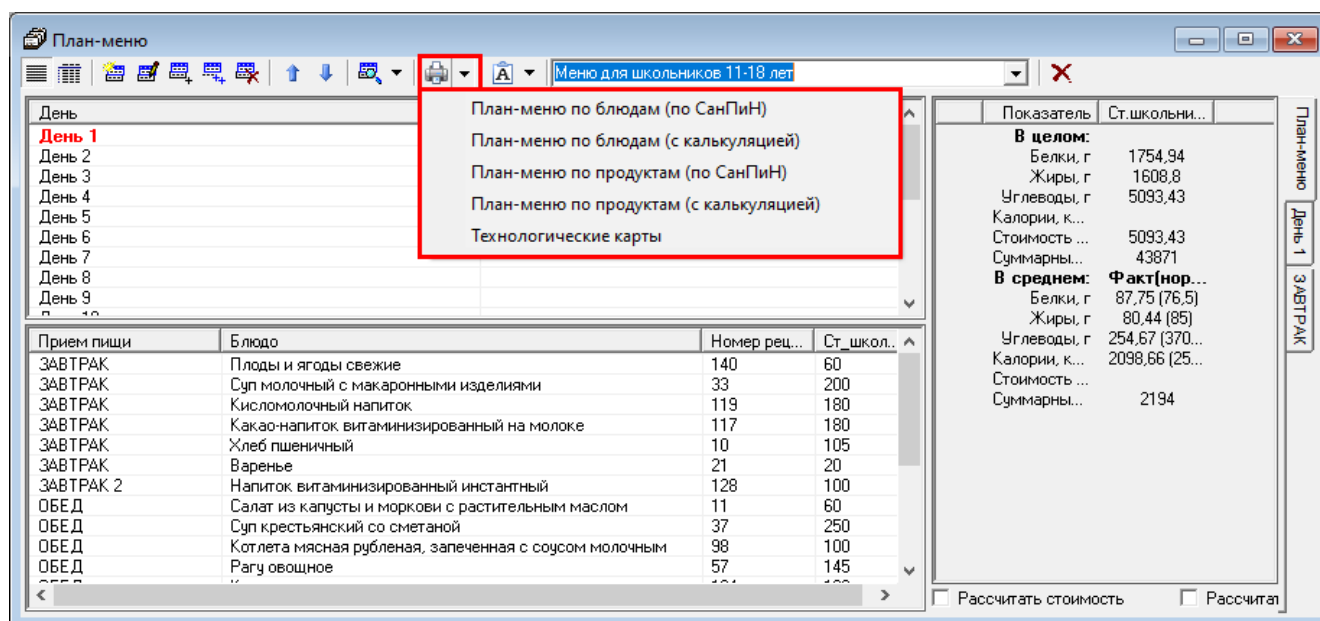 План-меню
Меню для школьников 11-18 лет
План-меню по блюдам (по СанПиН)
План-меню по блюдам (с калькуляцией)
План-меню по продуктам (по СанПиН)
План-меню по продуктам (с калькуляцией)
Технологические карты
День
День 1
День 2
День 3
День 4
День 5
День 6
День 7
День 8
День 9
Прием пищи Блюдо Номер рец... Ст_школ..
ЗАВТРАК Плоды и ягоды свежие 140 60
ЗАВТРАК Суп молочный с макаронными изделиями 33 200
ЗАВТРАК Кисломолочный напиток 119 180
ЗАВТРАК Какао-напиток витаминизированный на молоке 117 180
ЗАВТРАК Хлеб пшеничный 10 105
ЗАВТРАК Варенье 21 20
ЗАВТРАК 2 Напиток витаминизированный инстантный 128 100
ОБЕД Салат из капусты и моркови с растительным маслом 11 60
ОБЕД Суп крестьянский со сметаной 37 250
ОБЕД Котлета мясная рубленая, запеченная с соусом молочным 98 100
ОБЕД Рагу овощное 57 145
Показатель Ст.школьни...
В целом:
Белки, г 1754,94
Жиры, г 1608,8
Углеводы, г 5093,43
Калории, к...
Стоимость ... 5093,43
Суммарны... 43871
В среднем: Факт(нор...
Белки, г 87,75 (76,5)
Жиры, г 80,44 (85)
Углеводы, г 254,67 (370...
Калории, к... 2098,66 (25...
Стоимость ...
Суммарны... 2194
Рассчитать стоимость Рассчитат
План-меню
День 1
ЗАВТРАК